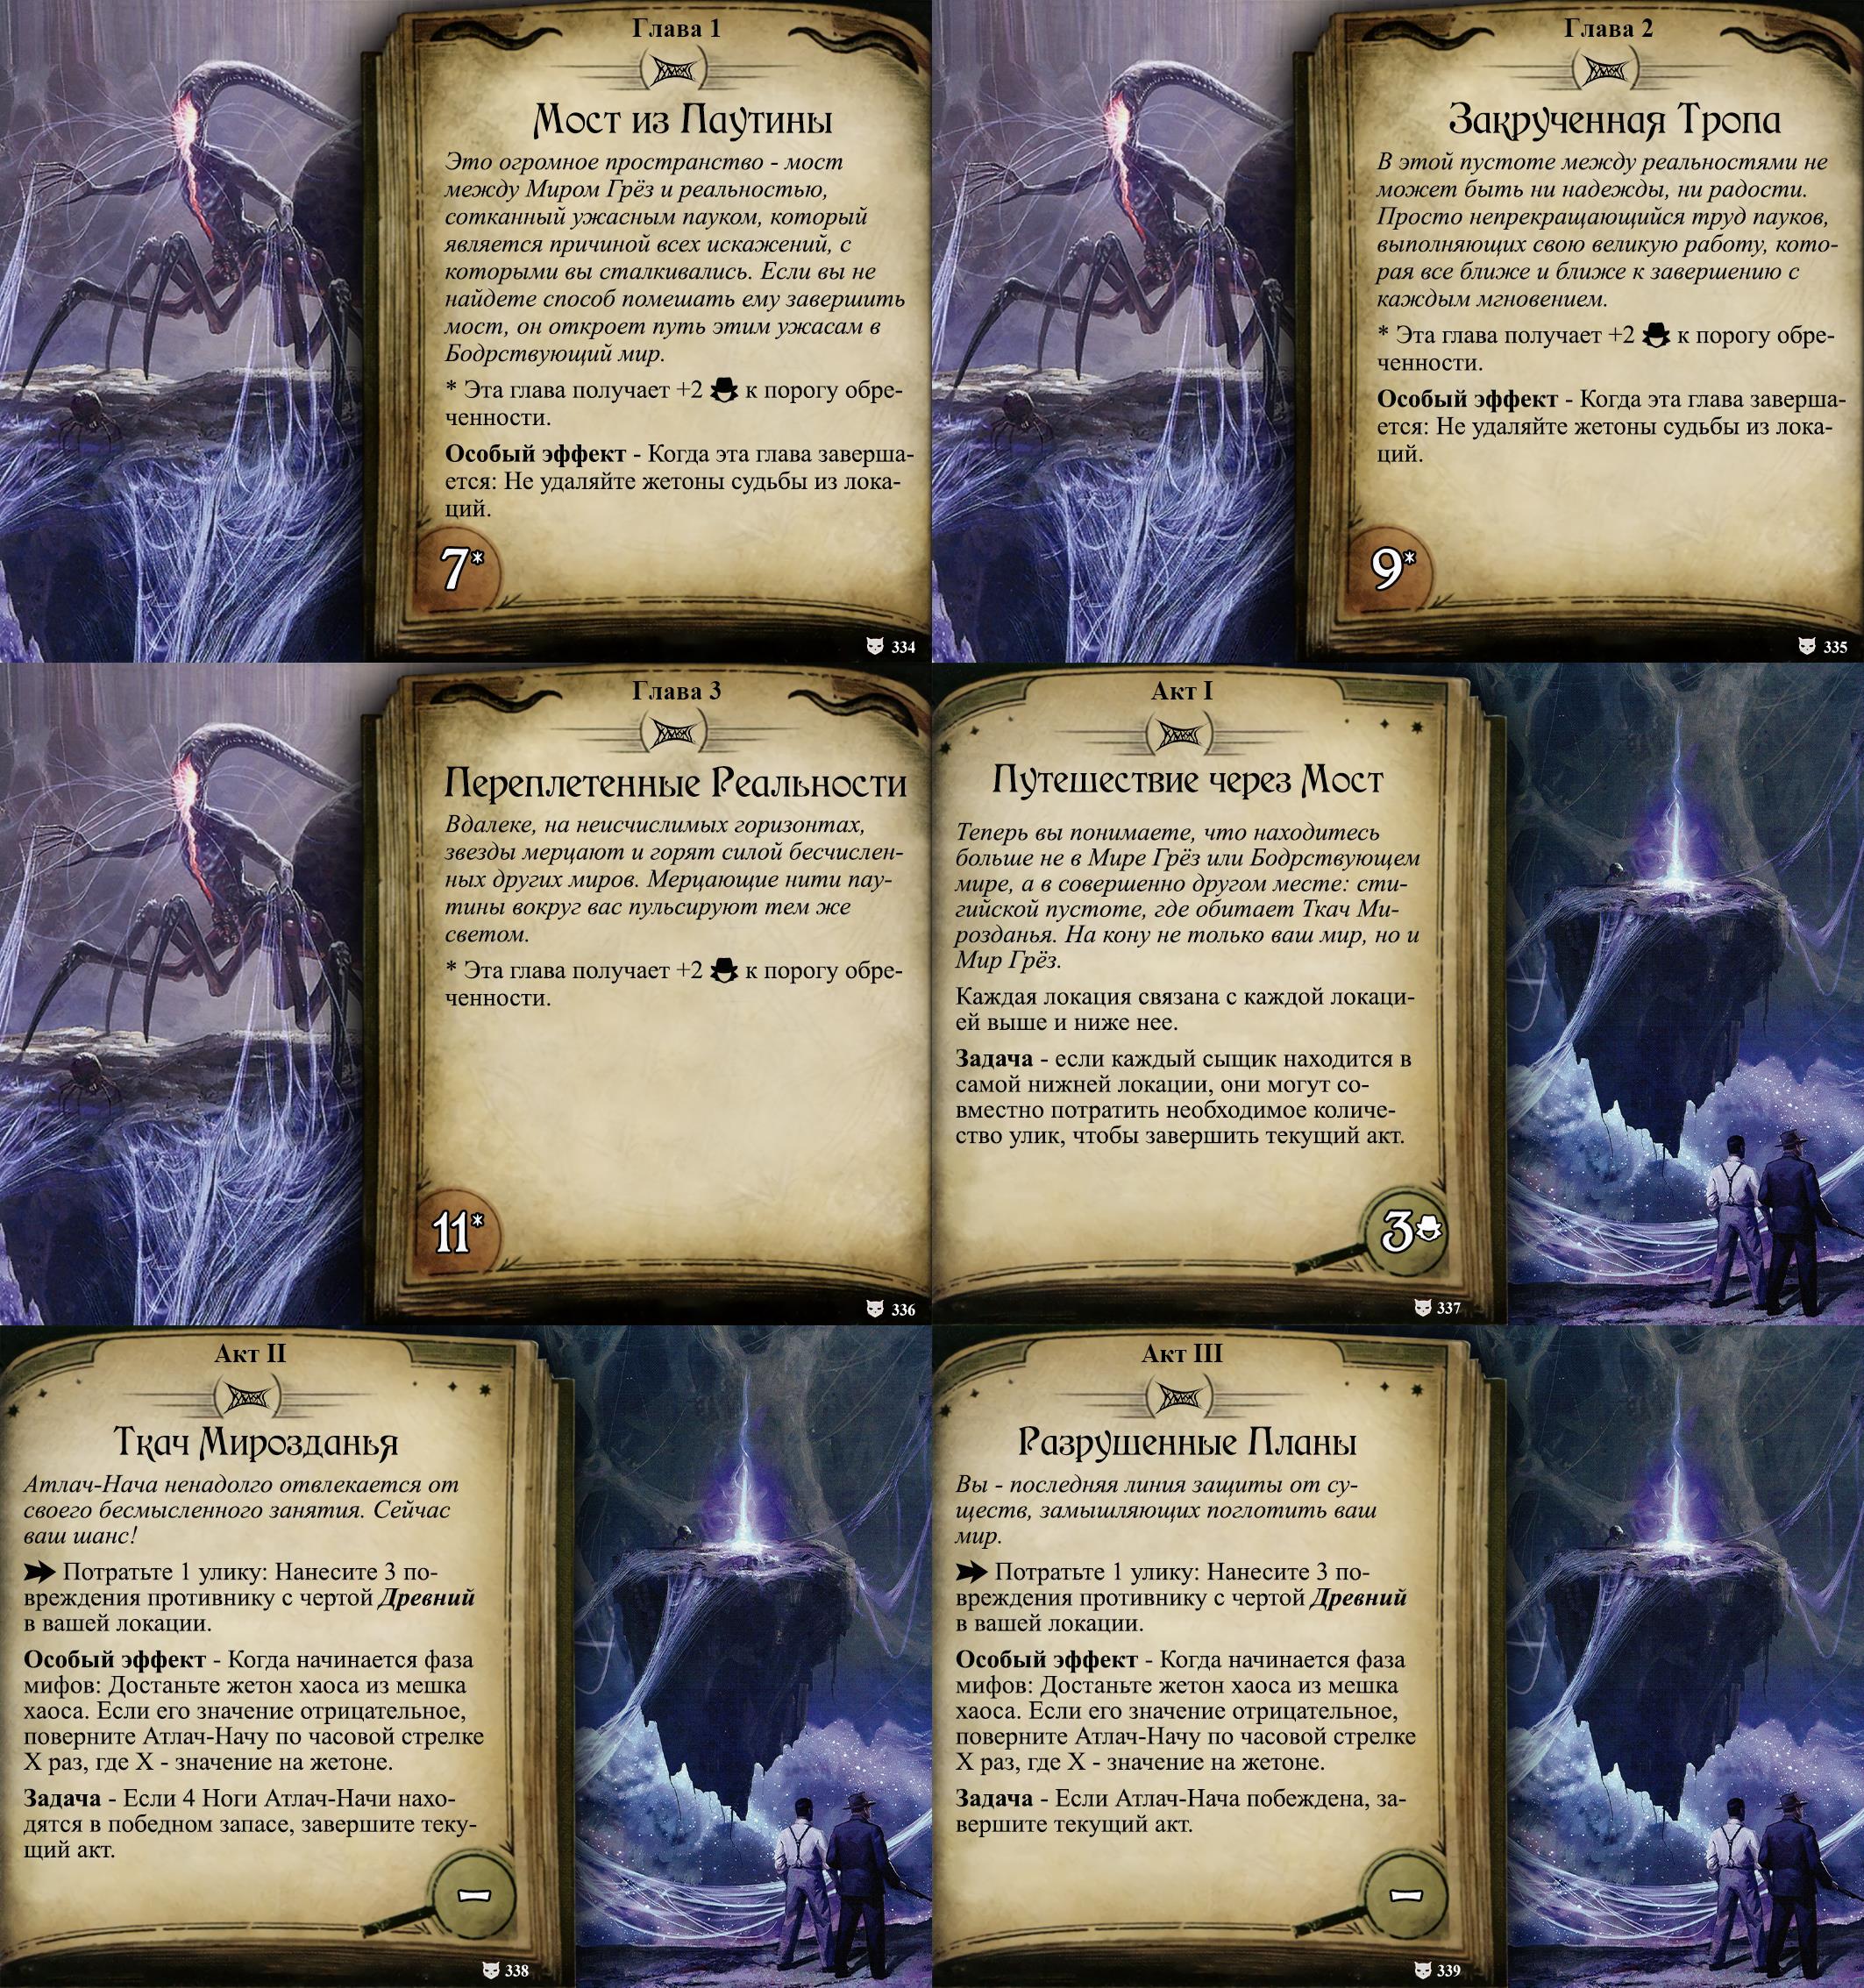 Глава 1
Мост из Паутины
Это огромное пространство - мост
между Миром Грёз и реальностью,
сотканный ужасным пауком, который
является причиной всех искажений, с
которыми вы сталкивались. Если вы не
найдете способ помешать ему завершить
мост, он откроет путь этим ужасам в
Бодрствующий мир.
* Эта глава получает +2 к порогу обре-
ченности.
Особый эффект - Когда эта глава заверша-
ется: Не удаляйте жетоны судьбы из лока-
ций.
7*
334
Глава 2
Закрученная Тропа
В этой пустоте между реальностями не
может быть ни надежды, ни радости.
Просто непрекращающийся труд пауков,
выполняющих свою великую работу, кото-
рая все ближе и ближе к завершению с
каждым мгновением.
* Эта глава получает +2 к порогу обре-
ченности.
Особый эффект - Когда эта глава заверша-
ется: Не удаляйте жетоны судьбы из лока-
ций.
9*
335
Глава 3
Переплетенные Реальности
Вдалеке, на неисчислимых горизонтах,
звезды мерцают и горят силой бесчислен-
ных других миров. Мерцающие нити пау-
тины вокруг вас пульсируют тем же
светом.
* Эта глава получает +2 к порогу обре-
ченности.
11*
336
Акт I
Путешествие через Мост
Теперь вы понимаете, что находитесь
больше не в Мире Грёз или Бодрствующем
мире, а в совершенно другом месте: сти-
гийской пустоте, где обитает Ткач Ми-
розданья. На кону не только ваш мир, но и
Мир Грёз.
Каждая локация связана с каждой локаци-
ей выше и ниже нее.
Задача - если каждый сыщик находится в
самой нижней локации, они могут со-
вместно потратить необходимое количе-
ство улик, чтобы завершить текущий акт.
3
337
Акт II
Ткач Мирозданья
Атлач-Нача ненадолго отвлекается от
своего бесмысленного занятия. Сейчас
ваш шанс!
Потратьте 1 улику: Нанесите 3 по-
вреждения противнику с чертой Древний
в вашей локации.
Особый эффект - Когда начинается фаза
мифов: Достаньте жетон хаоса из мешка
хаоса. Если его значение отрицательное,
поверните Атлач-Начу по часовой стрелке
X раз, где X - значение на жетоне.
Задача - Если 4 Ноги Атлач-Начи нахо-
дятся в победном запасе, завершите теку-
щий акт.
-
338
Акт III
Разрушенные Планы
Вы - последняя линия защиты от су-
ществ, замышляющих поглотить ваш
мир.
Потратьте 1 улику: Нанесите 3 по-
вреждения противнику с чертой Древний
в вашей локации.
Особый эффект - Когда начинается фаза
мифов: Достаньте жетон хаоса из мешка
хаоса. Если его значение отрицательное,
поверните Атлач-Начу по часовой стрелке
X раз, где X - значение на жетоне.
Задача - Если Атлач-Нача побеждена, за-
вершите текущий акт.
-
339